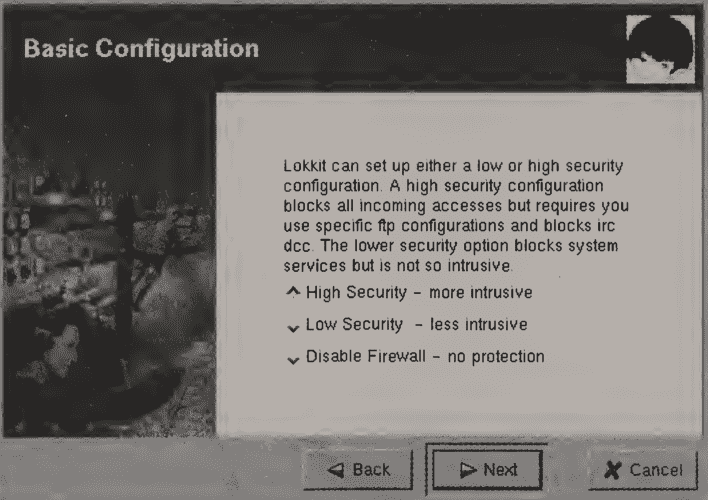 Basic Configuration
Lokkit can set up either a low or high security
configuration. A high security configuration
blocks all incoming accesses but requires you
use specific ftp configurations and blocks irc
dcc. The lower security option blocks system
services but is not so intrusive.
High Security - more intrusive
Low Security - less intrusive
Disable Firewall - no protection
Back
Next
Cancel